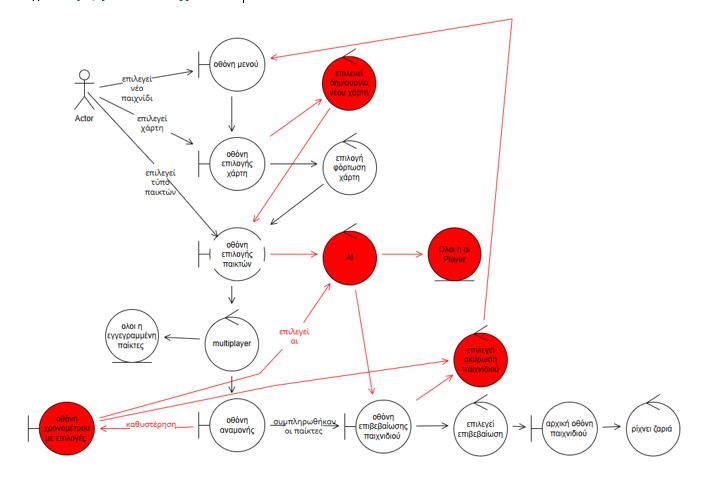 οθόνη μενού
επιλεγεί
νέο
παιχνίδι
επιλεγεί
δημιουργία
νέου χάρτη
Actor
επιλεγεί
χάρτη
οθόνη
επιλογής
χάρτη
επιλογή
φόρτωση
χάρτη
επιλεγεί
τύπο
παικτών
οθόνη
επιλογής
παικτών
AI
Ολοι η αι
Player
ολοι η
εγγεγραμμένη
παίκτες
multiplayer
επιλεγεί
αι
επιλεγεί
ακύρωση
παιχνιδιού
οθόνη
χρονομέτρου
με επιλογές
καθυστέρηση
οθόνη
αναμονής
συμπληρωθήκαν
οι παίκτες
οθόνη
επιβεβαίωσης
παιχνιδιού
επιλεγεί
επιβεβαίωση
αρχική οθόνη
παιχνιδιού
ρίχνει ζαριά